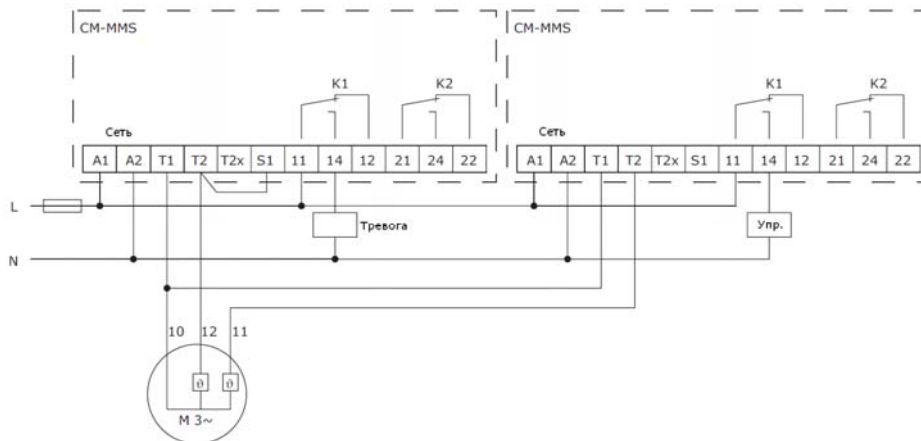 CM-MMS
CM-MMS
K1
K2
K1
K2
Сеть
Сеть
A1 A2 T1 T2 T2x S1 11 14 12 21 24 22
A1 A2 T1 T2 T2x S1 11 14 12 21 24 22
L
Тревога
Упр.
N
10 12 11
ϑ ϑ
M 3~